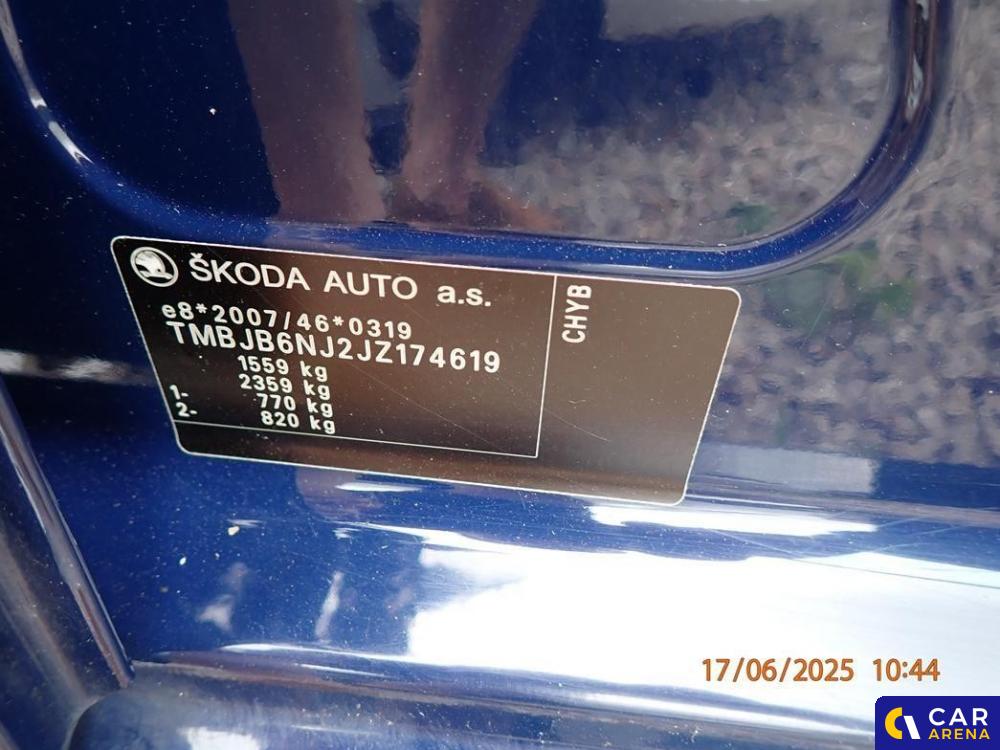 ŠKODA AUTO a.s.
e8*2007/46*0319
TMBJB6NJ2JZ174619
1559 kg
2359 kg
1- 770 kg
2- 820 kg
CHYB
17/06/2025 10:44
CAR
ARENA